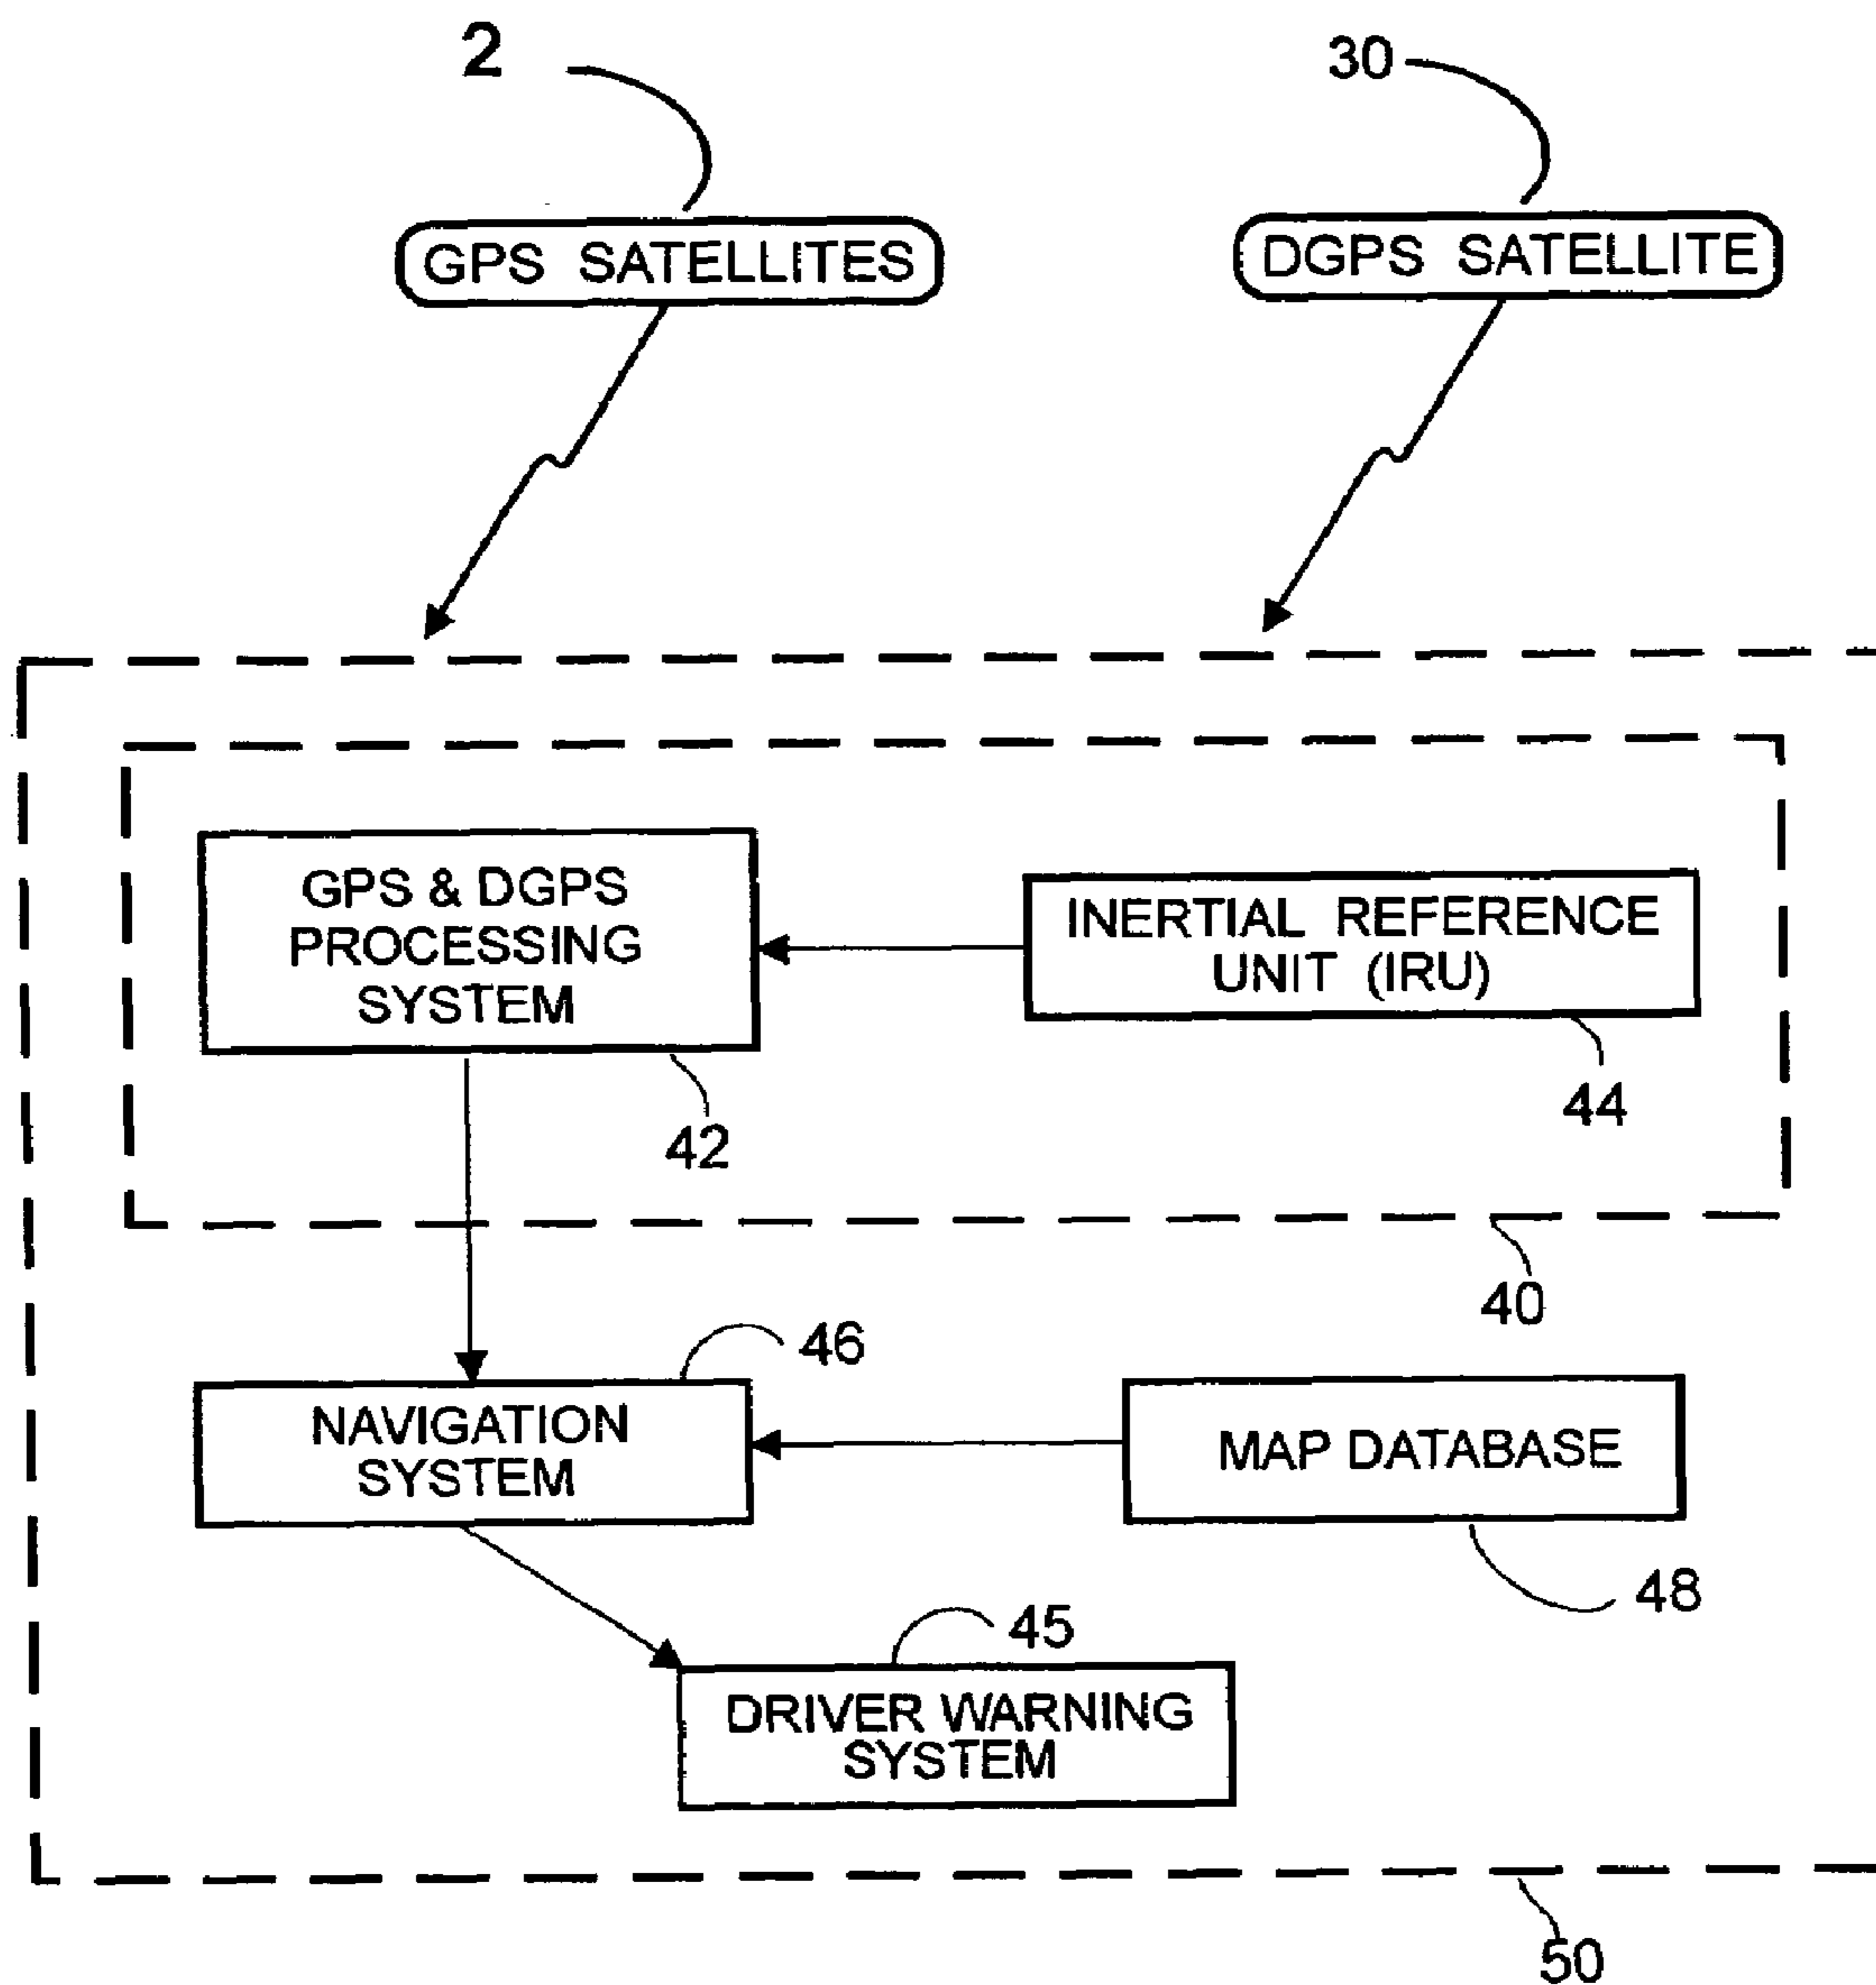 2
30
GPS SATELLITES
DGPS SATELLITE
GPS & DGPS
PROCESSING
SYSTEM
INERTIAL REFERENCE
UNIT (IRU)
42
44
40
46
NAVIGATION
SYSTEM
MAP DATABASE
48
45
DRIVER WARNING
SYSTEM
50